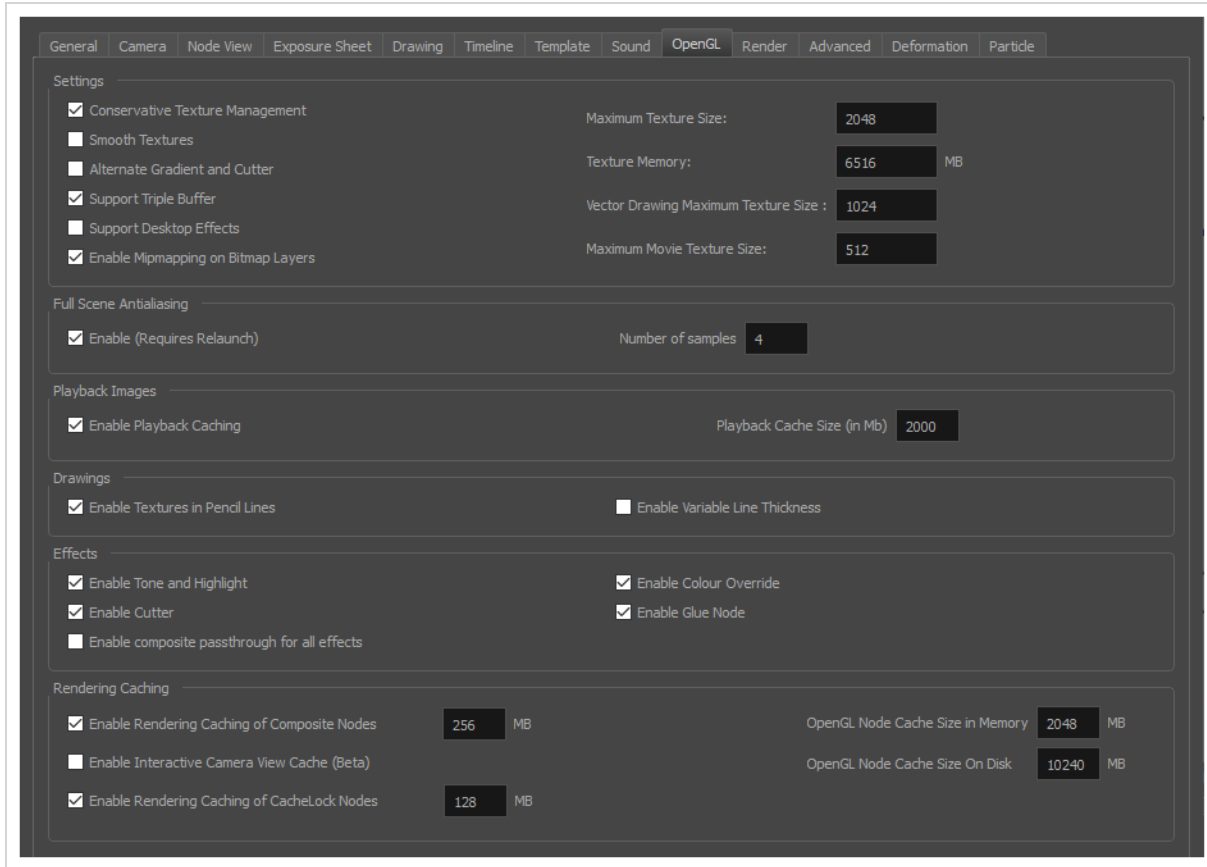 General Camera Node View Exposure Sheet Drawing Timeline Template Sound OpenGL Render Advanced Deformation Particle
Settings
Conservative Texture Management
Smooth Textures
Alternate Gradient and Cutter
Support Triple Buffer
Support Desktop Effects
Enable Mipmapping on Bitmap Layers
Maximum Texture Size: 2048
Texture Memory: 6516 MB
Vector Drawing Maximum Texture Size : 1024
Maximum Movie Texture Size: 512
Full Scene Antialiasing
Enable (Requires Relaunch) Number of samples 4
Playback Images
Enable Playback Caching Playback Cache Size (in Mb) 2000
Drawings
Enable Textures in Pencil Lines Enable Variable Line Thickness
Effects
Enable Tone and Highlight Enable Colour Override
Enable Cutter Enable Glue Node
Enable composite passthrough for all effects
Rendering Caching
Enable Rendering Caching of Composite Nodes 256 MB OpenGL Node Cache Size in Memory 2048 MB
Enable Interactive Camera View Cache (Beta) OpenGL Node Cache Size On Disk 10240 MB
Enable Rendering Caching of CacheLock Nodes 128 MB